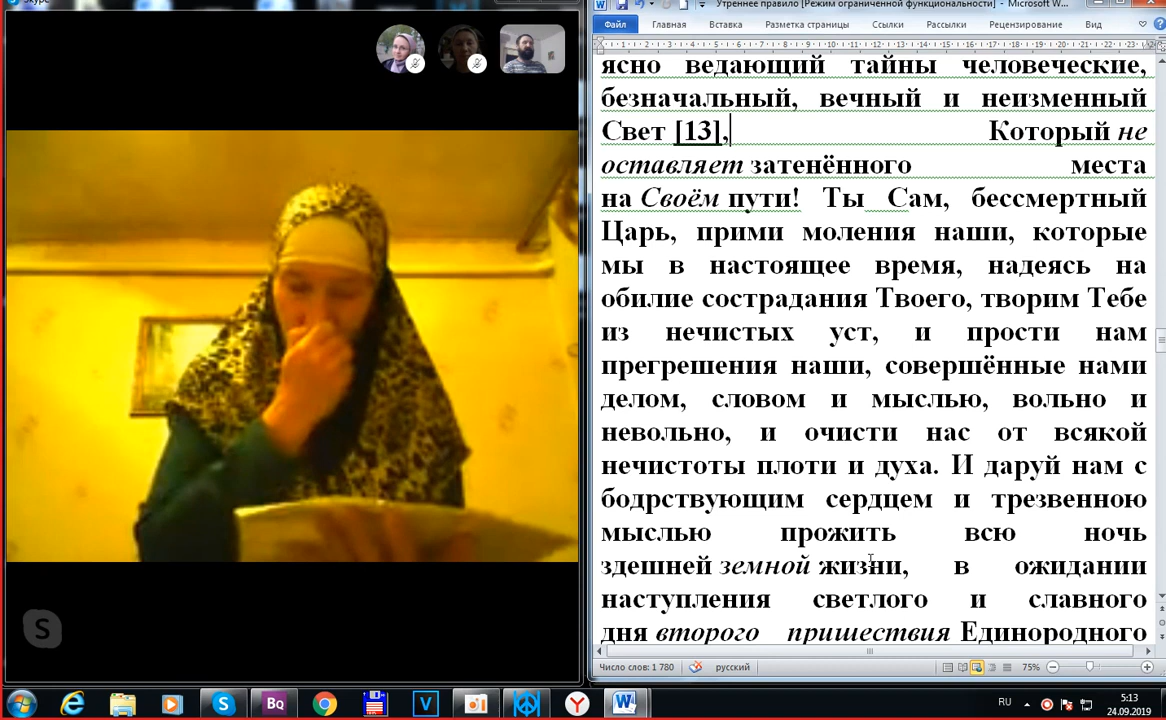 Skype
Утреннее правило [Режим ограниченной функциональности] - Microsoft W...
Файл Главная Вставка Разметка страницы Ссылки Рассылки Рецензирование Вид
ясно ведающий тайны человеческие,
безначальный, вечный и неизменный
Свет [13], Который не
оставляет затенённого места
на Своём пути! Ты Сам, бессмертный
Царь, прими моления наши, которые
мы в настоящее время, надеясь на
обилие сострадания Твоего, творим Тебе
из нечистых уст, и прости нам
прегрешения наши, совершённые нами
делом, словом и мыслью, вольно и
невольно, и очисти нас от всякой
нечистоты плоти и духа. И даруй нам с
бодрствующим сердцем и трезвенною
мыслью прожить всю ночь
здешней земной жизни, в ожидании
наступления светлого и славного
дня второго пришествия Единородного
S
Число слов: 1 780 русский 75%
S Bq V Y W RU 5:13
24.09.2019